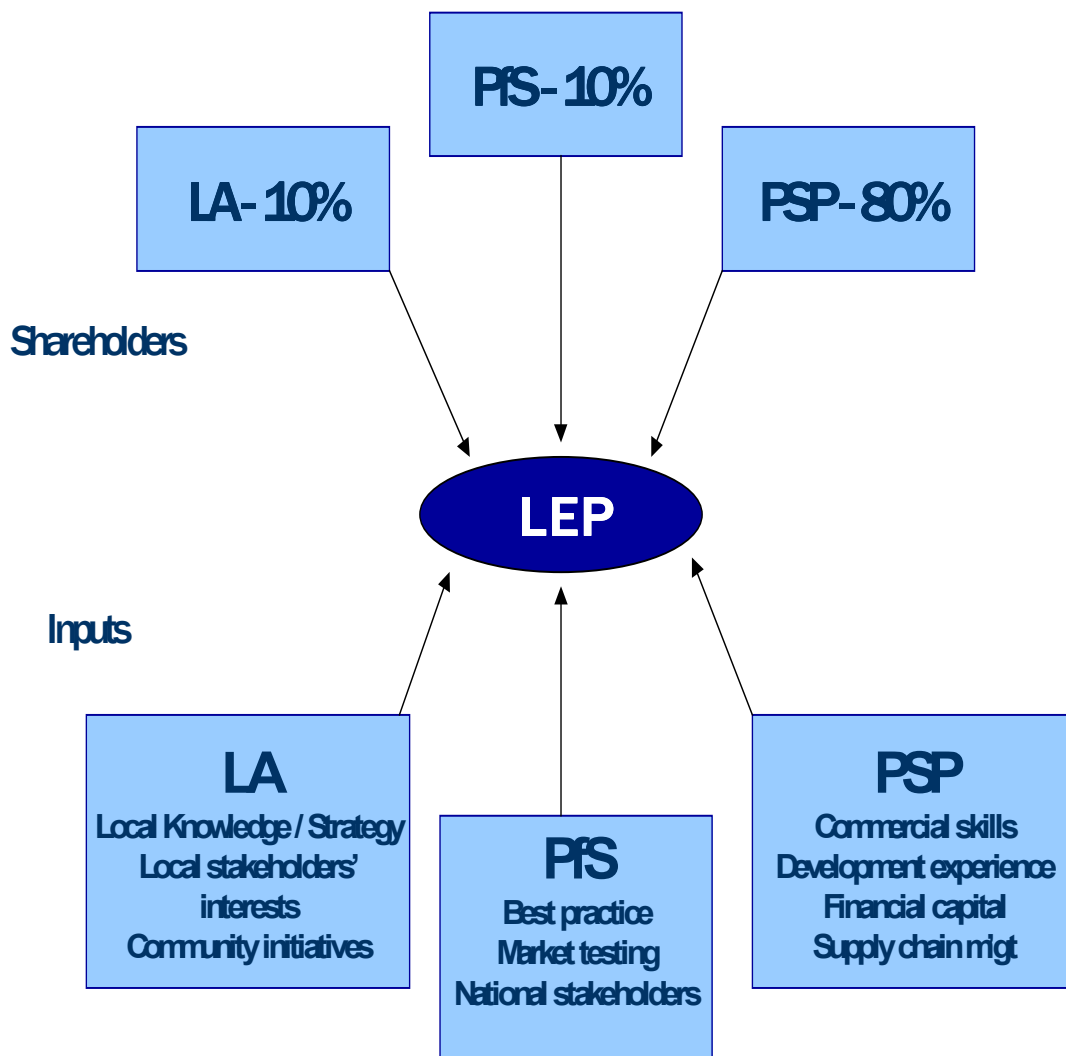 PfS - 10%
LA - 10%
PSP - 80%
Shareholders
LEP
Inputs
LA
Local Knowledge / Strategy
Local stakeholders’
interests
Community initiatives
PfS
Best practice
Market testing
National stakeholders
PSP
Commercial skills
Development experience
Financial capital
Supply chain m'gt